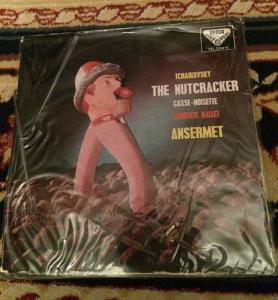 DECCA
TCHAIKOVSKY
THE NUTCRACKER
CASSE-NOISETTE
COMPLETE BALLET
ANSERMET